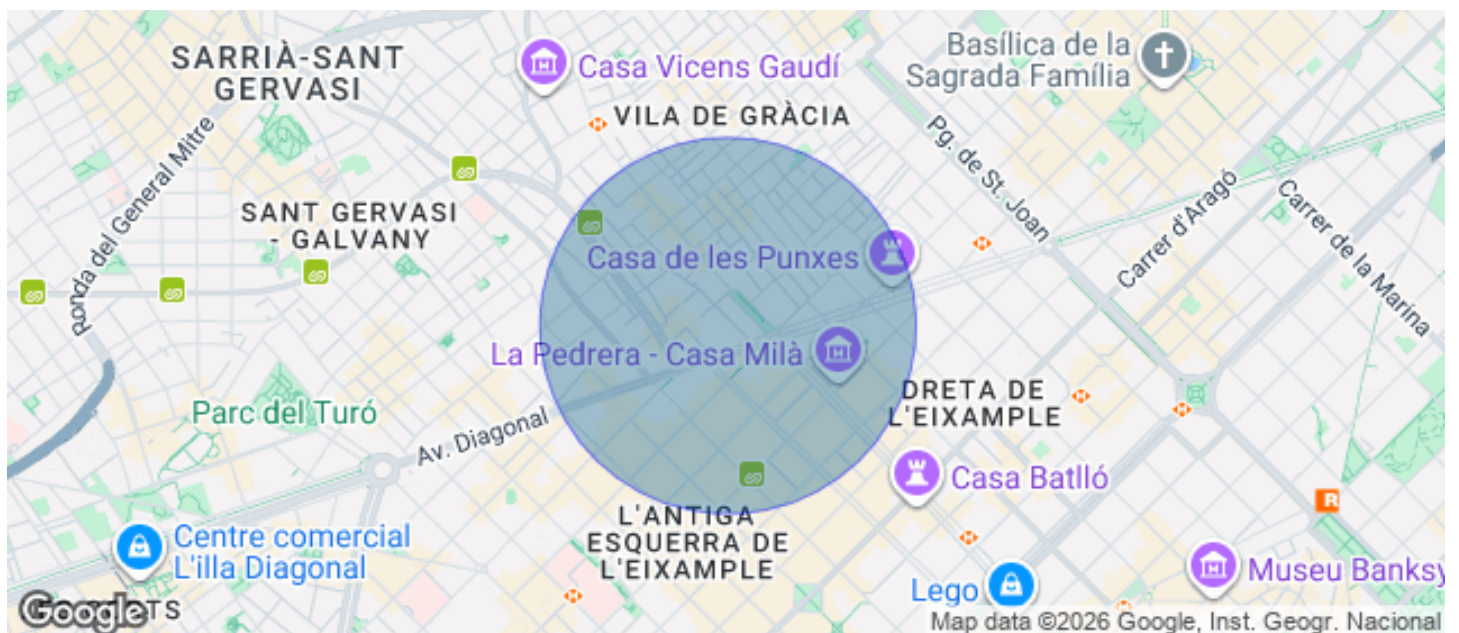 SARRIÀ-SANT
GERVASI
Casa Vicens Gaudí
Basílica de la
Sagrada Família
VILA DE GRÀCIA
Ronda del General Mitre
Pg. de St. Joan
SANT GERVASI
- GALVANY
Casa de les Punxes
Carrer d'Aragó
Carrer de la Marina
La Pedrera - Casa Milà
Parc del Turó
Av. Diagonal
DRETA DE
L'EIXAMPLE
Casa Batlló
L'ANTIGA
ESQUERRA DE
L'EIXAMPLE
Centre comercial
L'illa Diagonal
R
Lego
Museu Banksy
Google
TS
Map data ©2026 Google, Inst. Geogr. Nacional